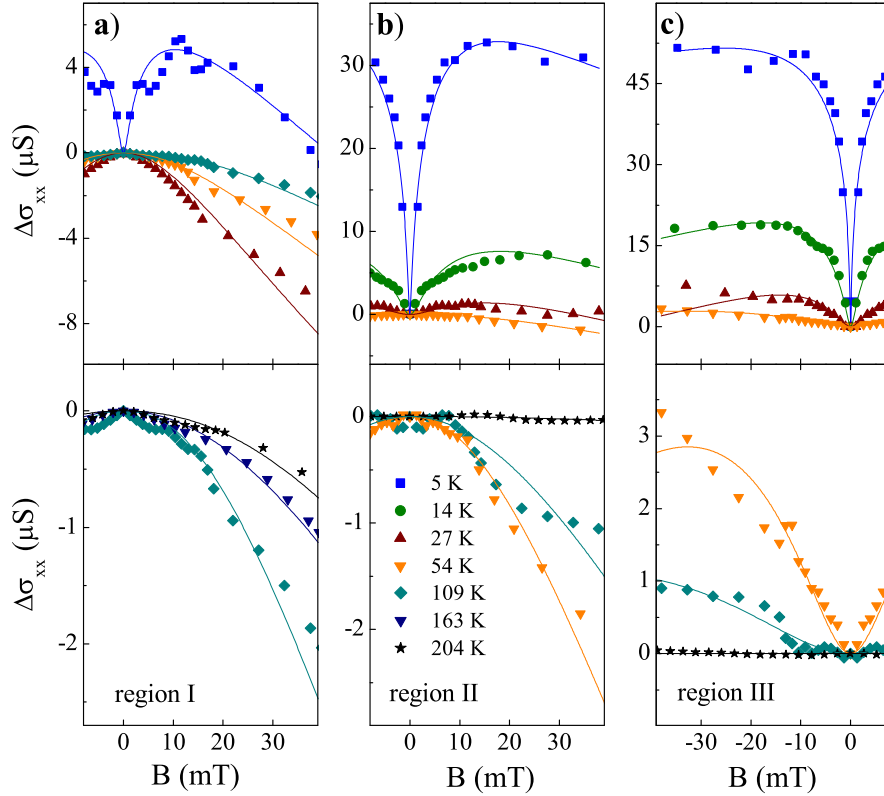 a)
b)
c)
Δσxx (μS)
4
0
-4
-8
30
20
10
0
45
30
15
0
Δσxx (μS)
0
-1
-2
region I
0
-1
-2
5 K
14 K
27 K
54 K
109 K
163 K
204 K
region II
3
2
1
0
region III
0 10 20 30
0 10 20 30
-30 -20 -10 0
B (mT)
B (mT)
B (mT)